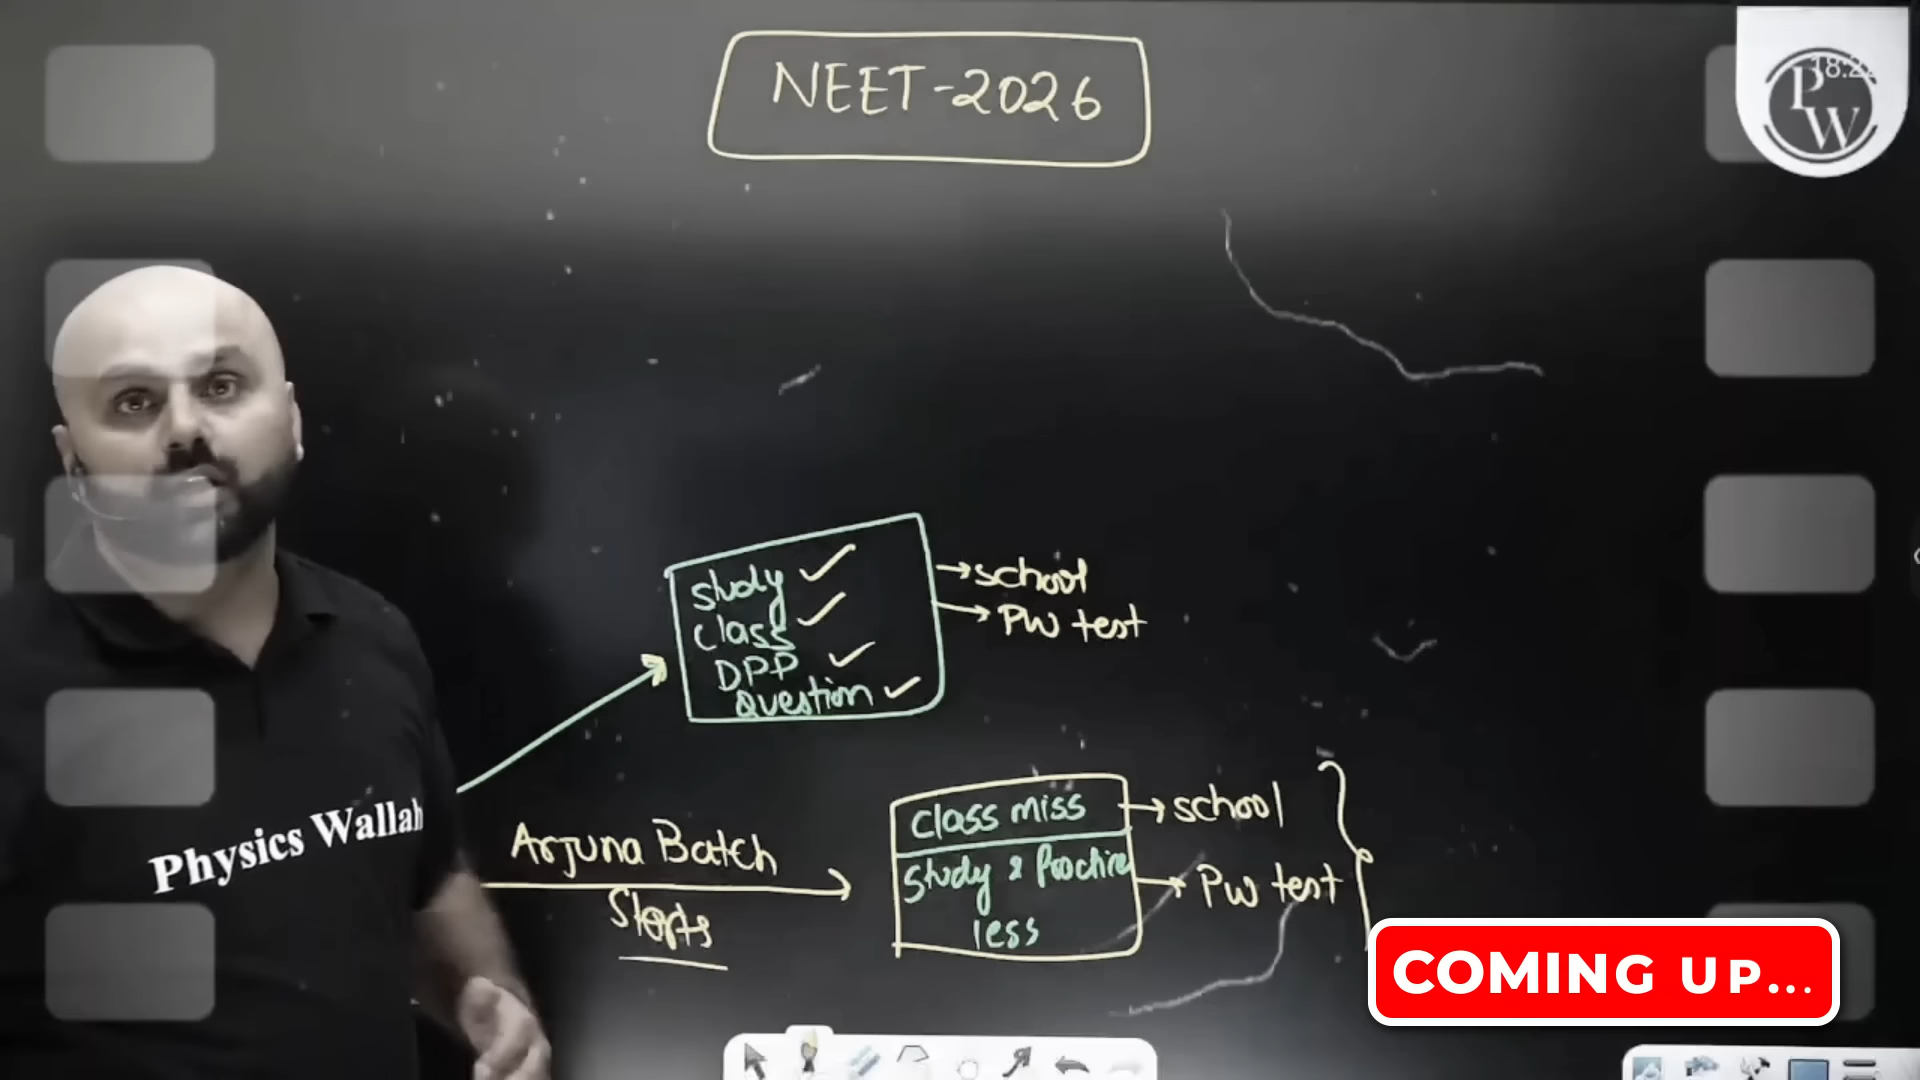 NEET-2026
PW
study ✓
class ✓
DPP ✓
Question ✓
→school
→PW test
Arjuna Batch
Starts
class miss
→school
study & Practice
less
→PW test
Physics Wallah
COMING UP...